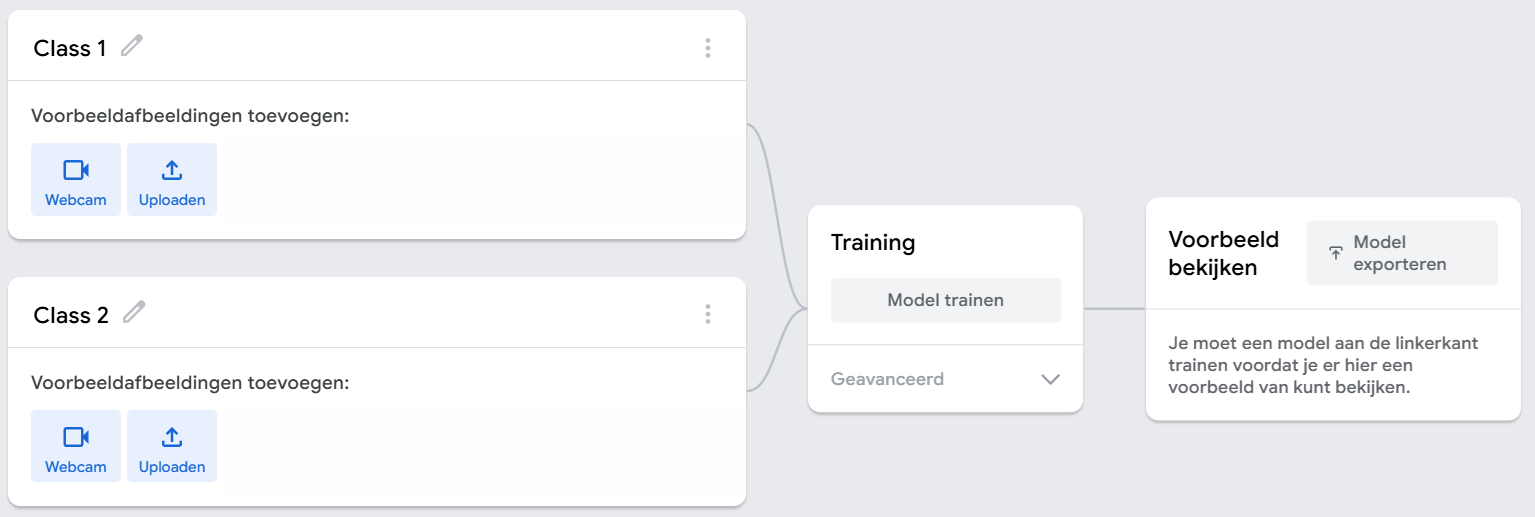 Class 1
Voorbeeldafbeeldingen toevoegen:
Webcam
Uploaden
Class 2
Voorbeeldafbeeldingen toevoegen:
Webcam
Uploaden
Training
Model trainen
Geavanceerd
Voorbeeld
bekijken
Model
exporteren
Je moet een model aan de linkerkant
trainen voordat je er hier een
voorbeeld van kunt bekijken.